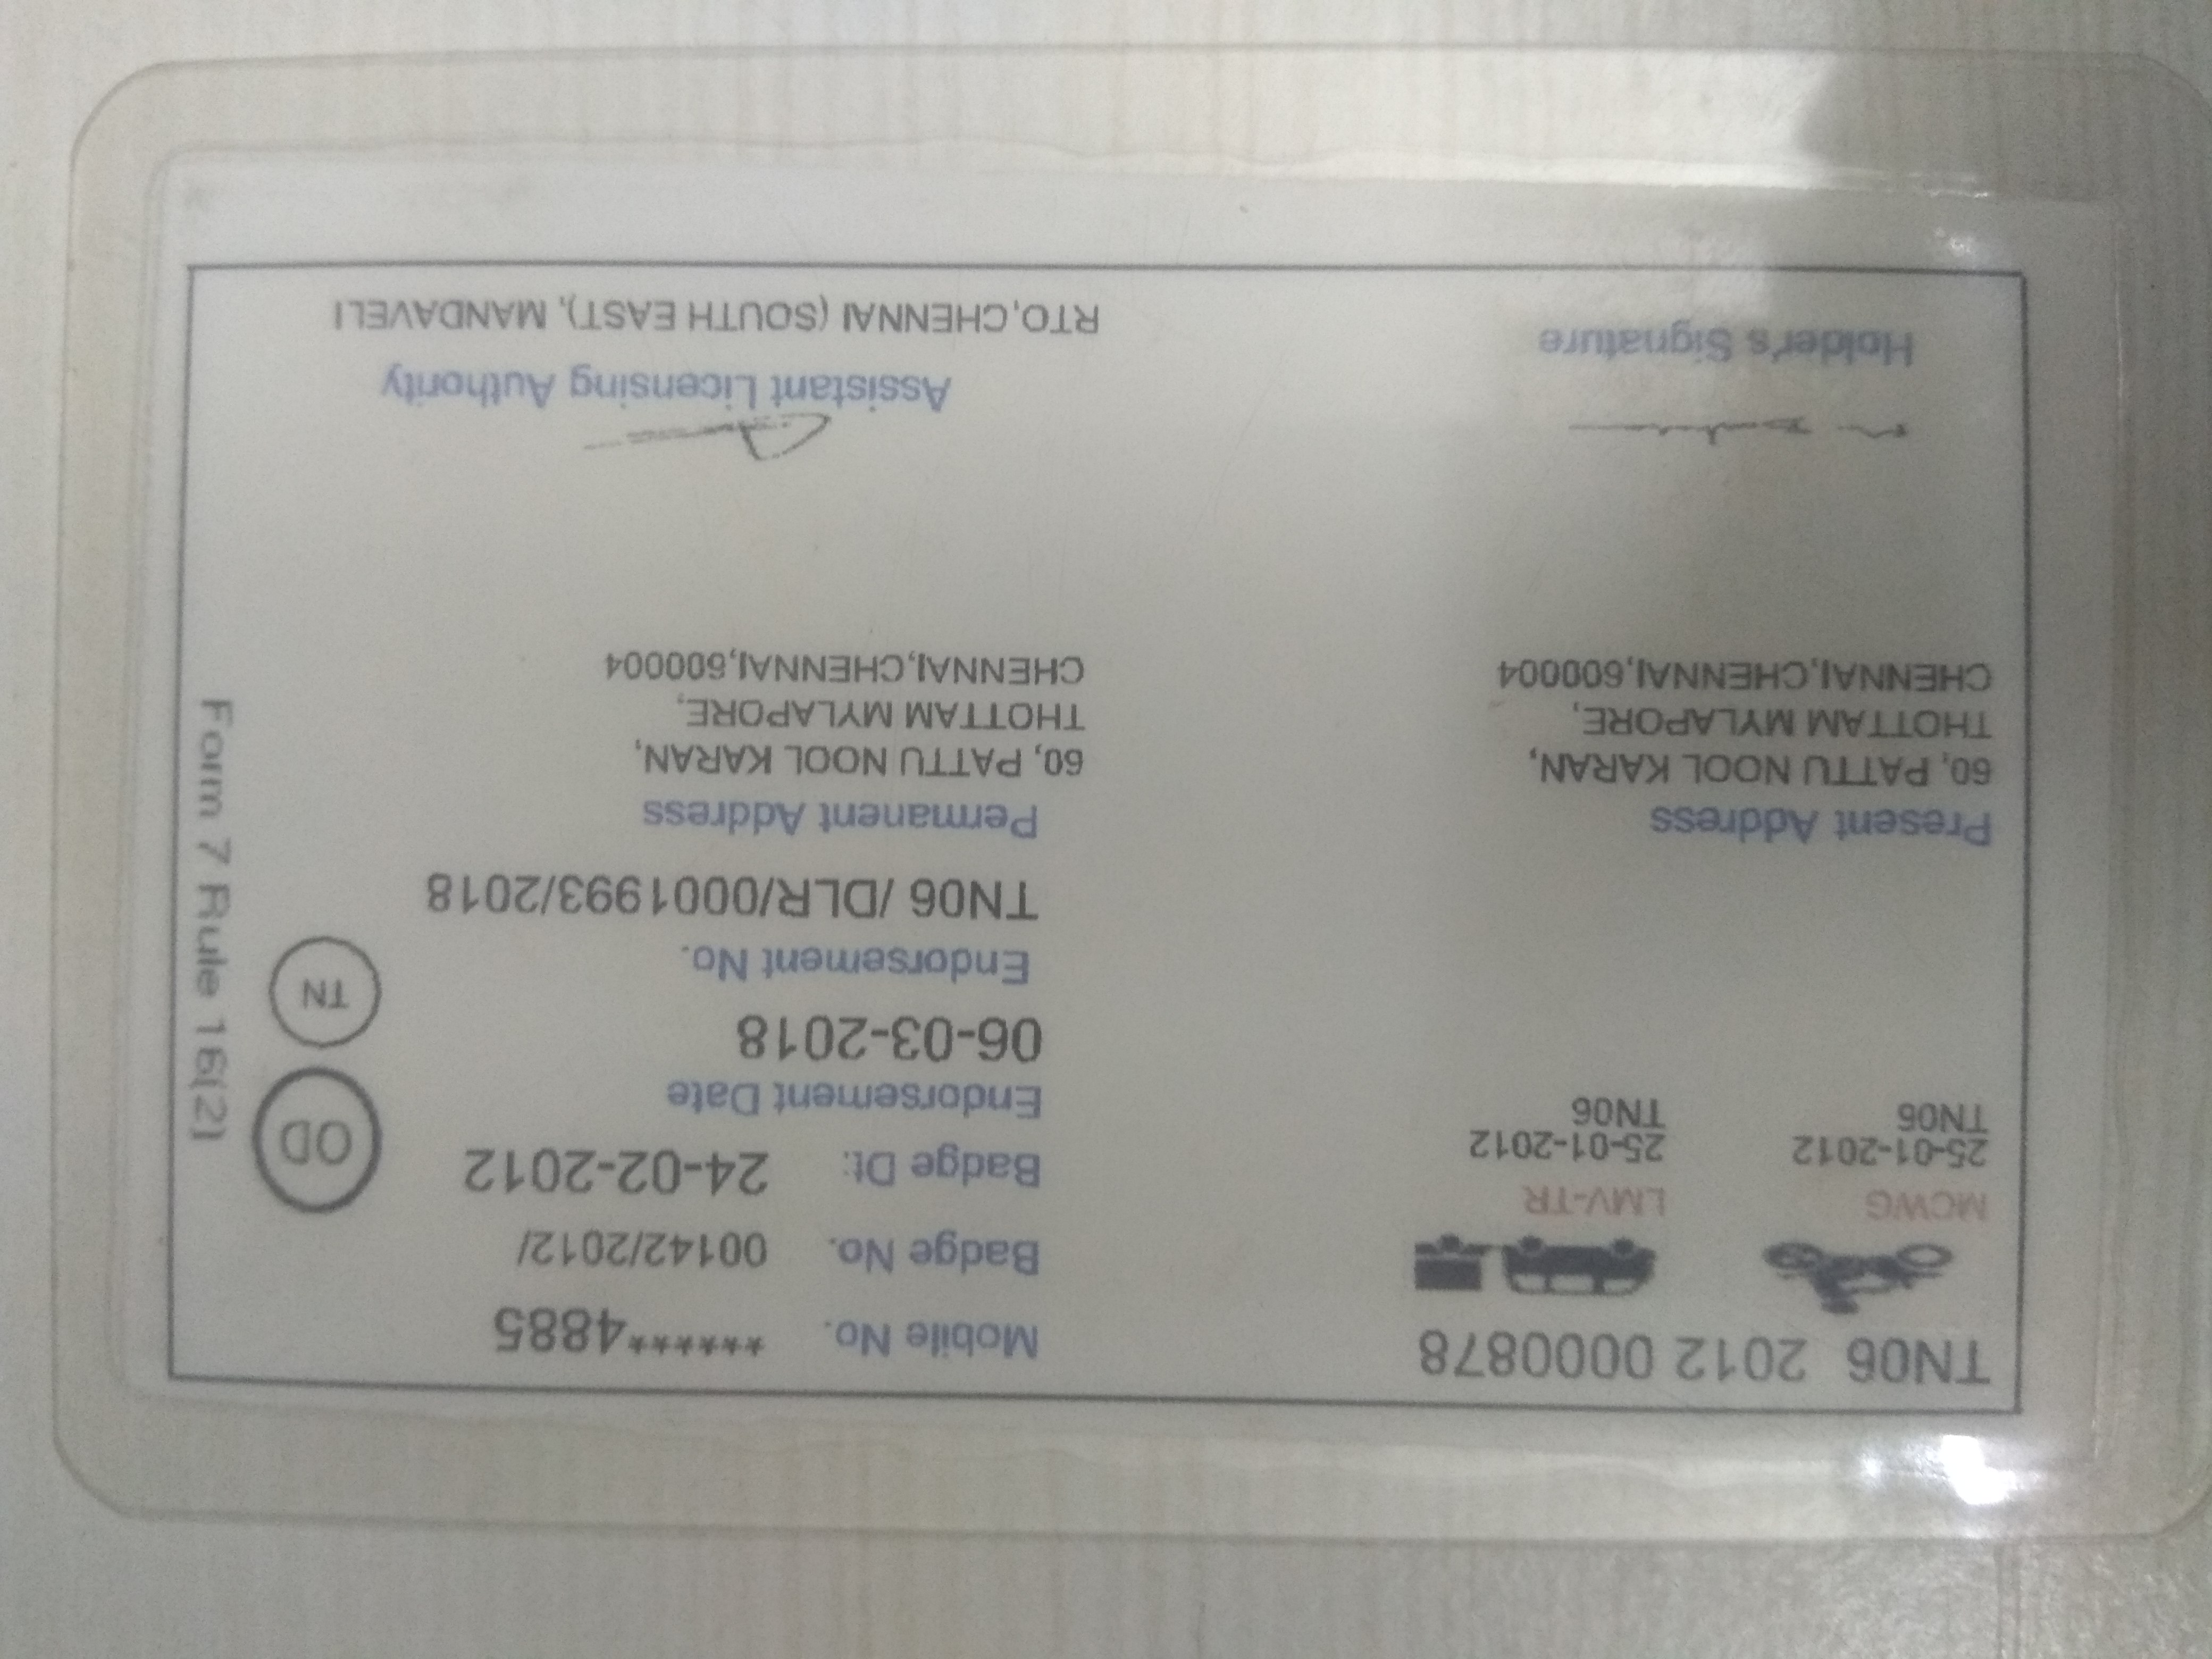 TN06 2012 0000878
MCWG
25-01-2012
TN06
LMV-TR
25-01-2012
TN06
Present Address
60, PATTU NOOL KARAN,
THOTTAM MYLAPORE,
CHENNAI,CHENNAI,600004
Holder's Signature
Mobile No. ******4885
Badge No. 00142/2012/
Badge Dt: 24-02-2012
Endorsement Date
06-03-2018
Endorsement No.
TN06 /DLR/0001993/2018
Permanent Address
60, PATTU NOOL KARAN,
THOTTAM MYLAPORE,
CHENNAI,CHENNAI,600004
Assistant Licensing Authority
RTO,CHENNAI (SOUTH EAST), MANDAVELI
OD
TN
Form 7 Rule 16(2)